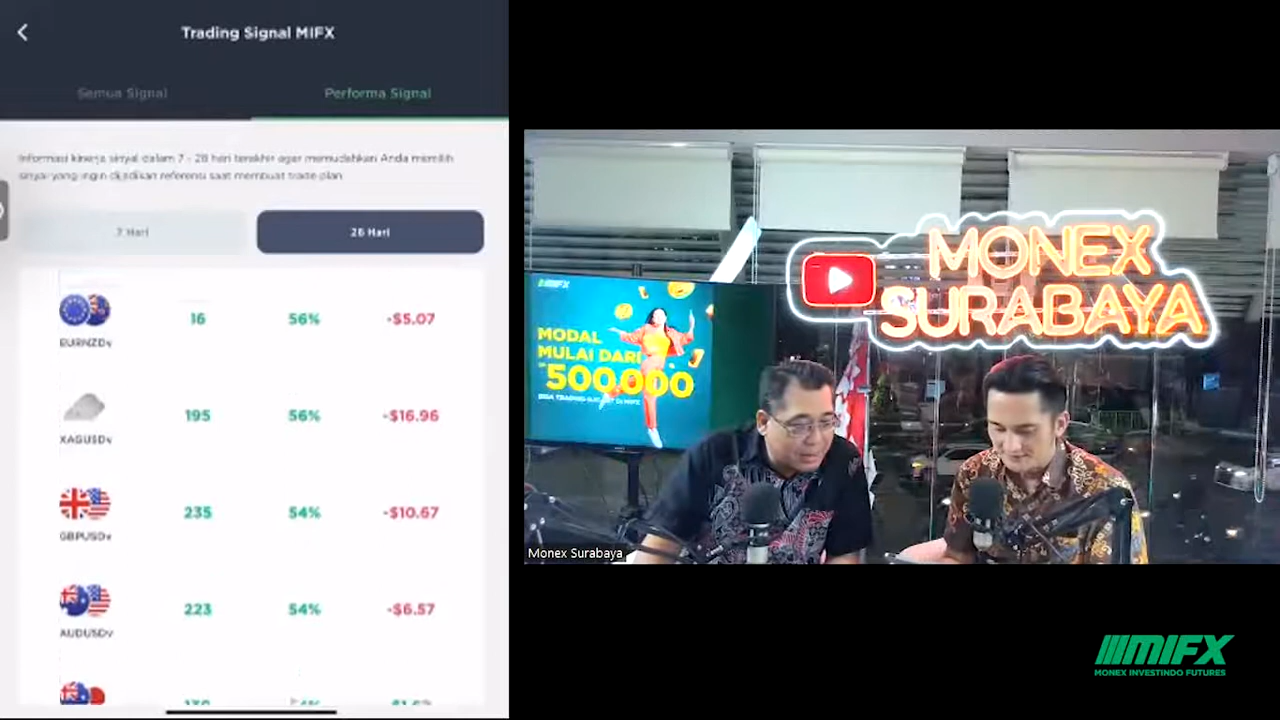 Trading Signal MIFX
Semua Signal
Performa Signal
Informasi kinerja sinyal dalam 7 - 28 hari terakhir agar memudahkan Anda memilih
sinyal yang ingin dijadikan referensi saat membuat trade plan
7 Hari
28 Hari
16 56% -$5.07
EURNZDv
195 56% -$16.96
XAGUSDv
235 54% -$10.67
GBPUSDv
223 54% -$6.57
AUDUSDv
MIFX
MODAL
MULAI DARI
500,000
MONEX
SURABAYA
Monex Surabaya
MIFX
MONEX INVESTINDO FUTURES